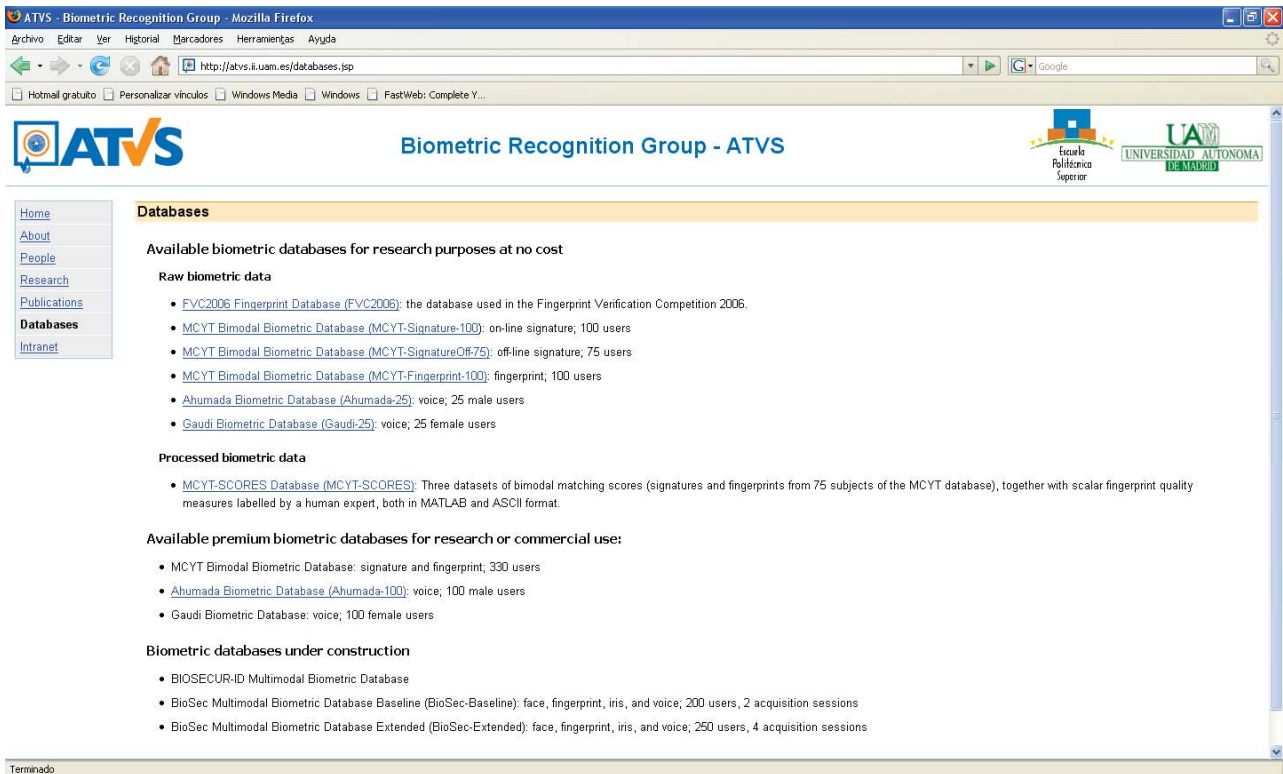 ATVS - Biometric Recognition Group - Mozilla Firefox
Archivo Editar Ver Historial Marcadores Herramientas Ayuda
http://atvs.ii.uam.es/databases.jsp
G Google
Hotmail gratuito Personalizar vínculos Windows Media Windows FastWeb: Complete Y...
ATVS
Biometric Recognition Group - ATVS
Escuela
Politécnica
Superior
UAM
UNIVERSIDAD AUTONOMA
DE MADRID
Home
About
People
Research
Publications
Databases
Intranet
Databases
Available biometric databases for research purposes at no cost
Raw biometric data
• FVC2006 Fingerprint Database (FVC2006): the database used in the Fingerprint Verification Competition 2006.
• MCYT Bimodal Biometric Database (MCYT-Signature-100): on-line signature; 100 users
• MCYT Bimodal Biometric Database (MCYT-SignatureOff-75): off-line signature; 75 users
• MCYT Bimodal Biometric Database (MCYT-Fingerprint-100): fingerprint; 100 users
• Ahumada Biometric Database (Ahumada-25): voice; 25 male users
• Gaudi Biometric Database (Gaudi-25): voice; 25 female users
Processed biometric data
• MCYT-SCORES Database (MCYT-SCORES): Three datasets of bimodal matching scores (signatures and fingerprints from 75 subjects of the MCYT database), together with scalar fingerprint quality
measures labelled by a human expert, both in MATLAB and ASCII format.
Available premium biometric databases for research or commercial use:
• MCYT Bimodal Biometric Database: signature and fingerprint; 330 users
• Ahumada Biometric Database (Ahumada-100): voice; 100 male users
• Gaudi Biometric Database: voice; 100 female users
Biometric databases under construction
• BIOSECUR-ID Multimodal Biometric Database
• BioSec Multimodal Biometric Database Baseline (BioSec-Baseline): face, fingerprint, iris, and voice; 200 users, 2 acquisition sessions
• BioSec Multimodal Biometric Database Extended (BioSec-Extended): face, fingerprint, iris, and voice; 250 users, 4 acquisition sessions
Terminado